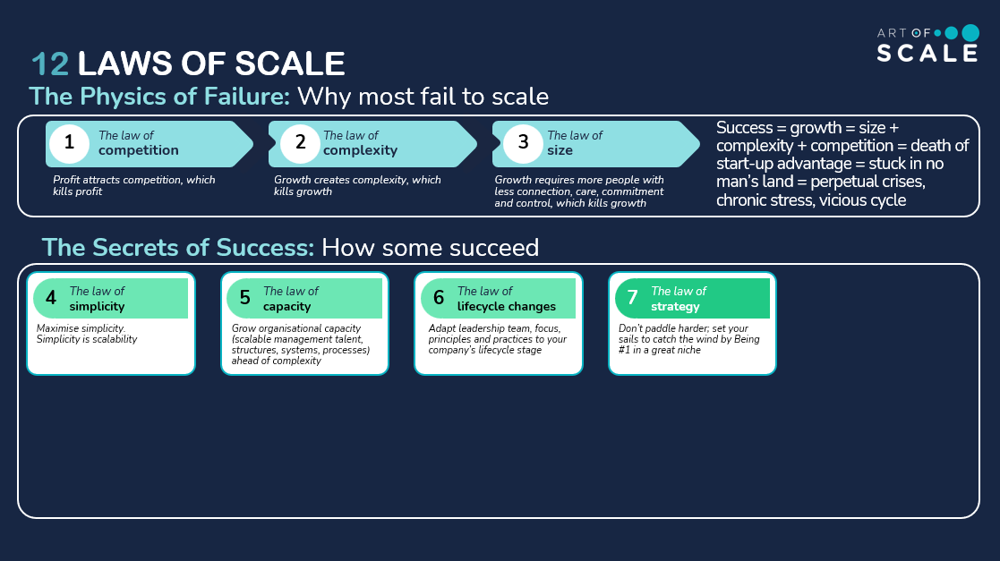 ART OF
SCALE
12 LAWS OF SCALE
The Physics of Failure: Why most fail to scale
1
The law of
competition
Profit attracts competition, which
kills profit
2
The law of
complexity
Growth creates complexity, which
kills growth
3
The law of
size
Growth requires more people with
less connection, care, commitment
and control, which kills growth
Success = growth = size +
complexity + competition = death of
start-up advantage = stuck in no
man's land = perpetual crises,
chronic stress, vicious cycle
The Secrets of Success: How some succeed
4
The law of
simplicity
Maximise simplicity.
Simplicity is scalability
5
The law of
capacity
Grow organisational capacity
(scalable management talent,
structures, systems, processes)
ahead of complexity
6
The law of
lifecycle changes
Adapt leadership team, focus,
principles and practices to your
company's lifecycle stage
7
The law of
strategy
Don't paddle harder; set your
sails to catch the wind by Being
#1 in a great niche